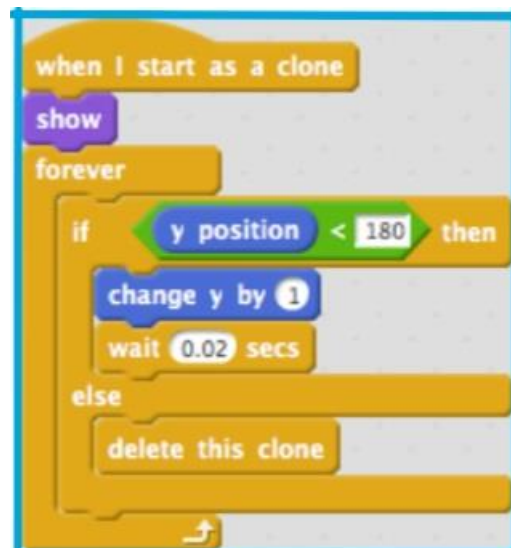 when I start as a clone
show
forever
if y position < 180 then
change y by 1
wait 0.02 secs
else
delete this clone